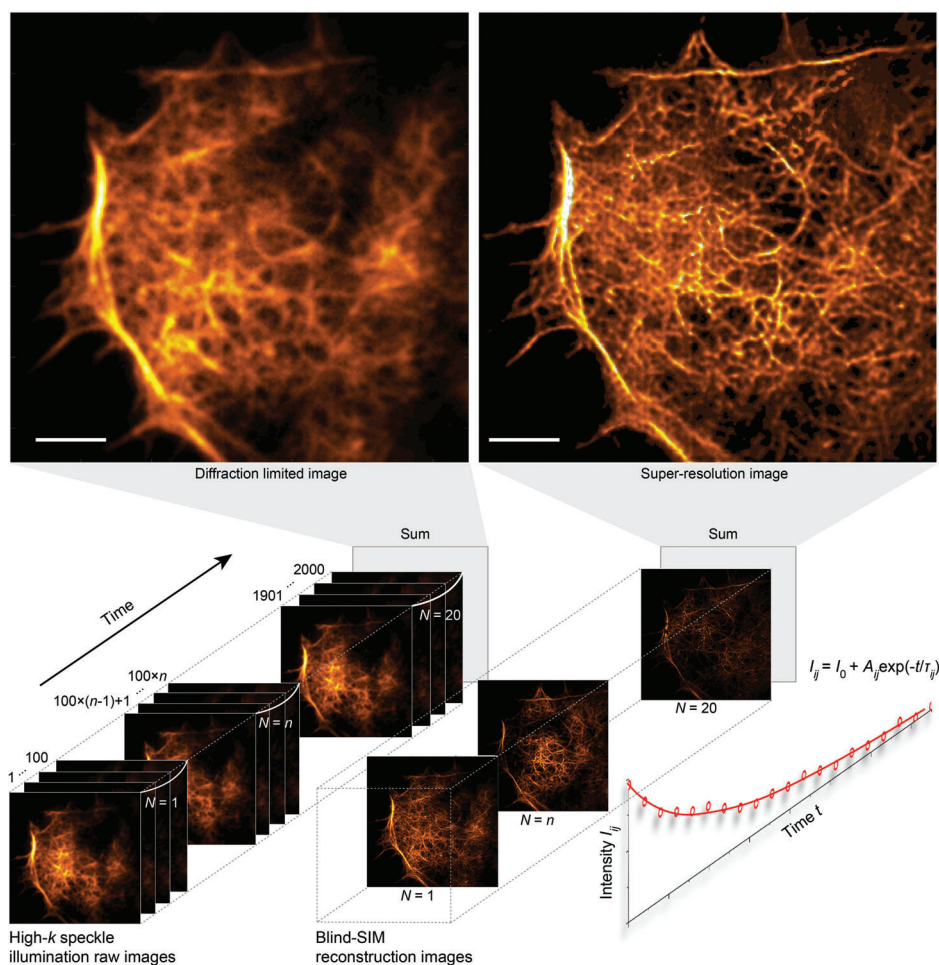 Diffraction limited image
Super-resolution image
Sum
Sum
Time
1 ... 100
100×(n-1)+1 ... 100×n
1901 ... 2000
N = 1
N = n
N = 20
N = 1
N = n
N = 20
High-k speckle
illumination raw images
Blind-SIM
reconstruction images
I_ij = I_0 + A_ij exp(-t/τ_ij)
Intensity I_ij
Time t